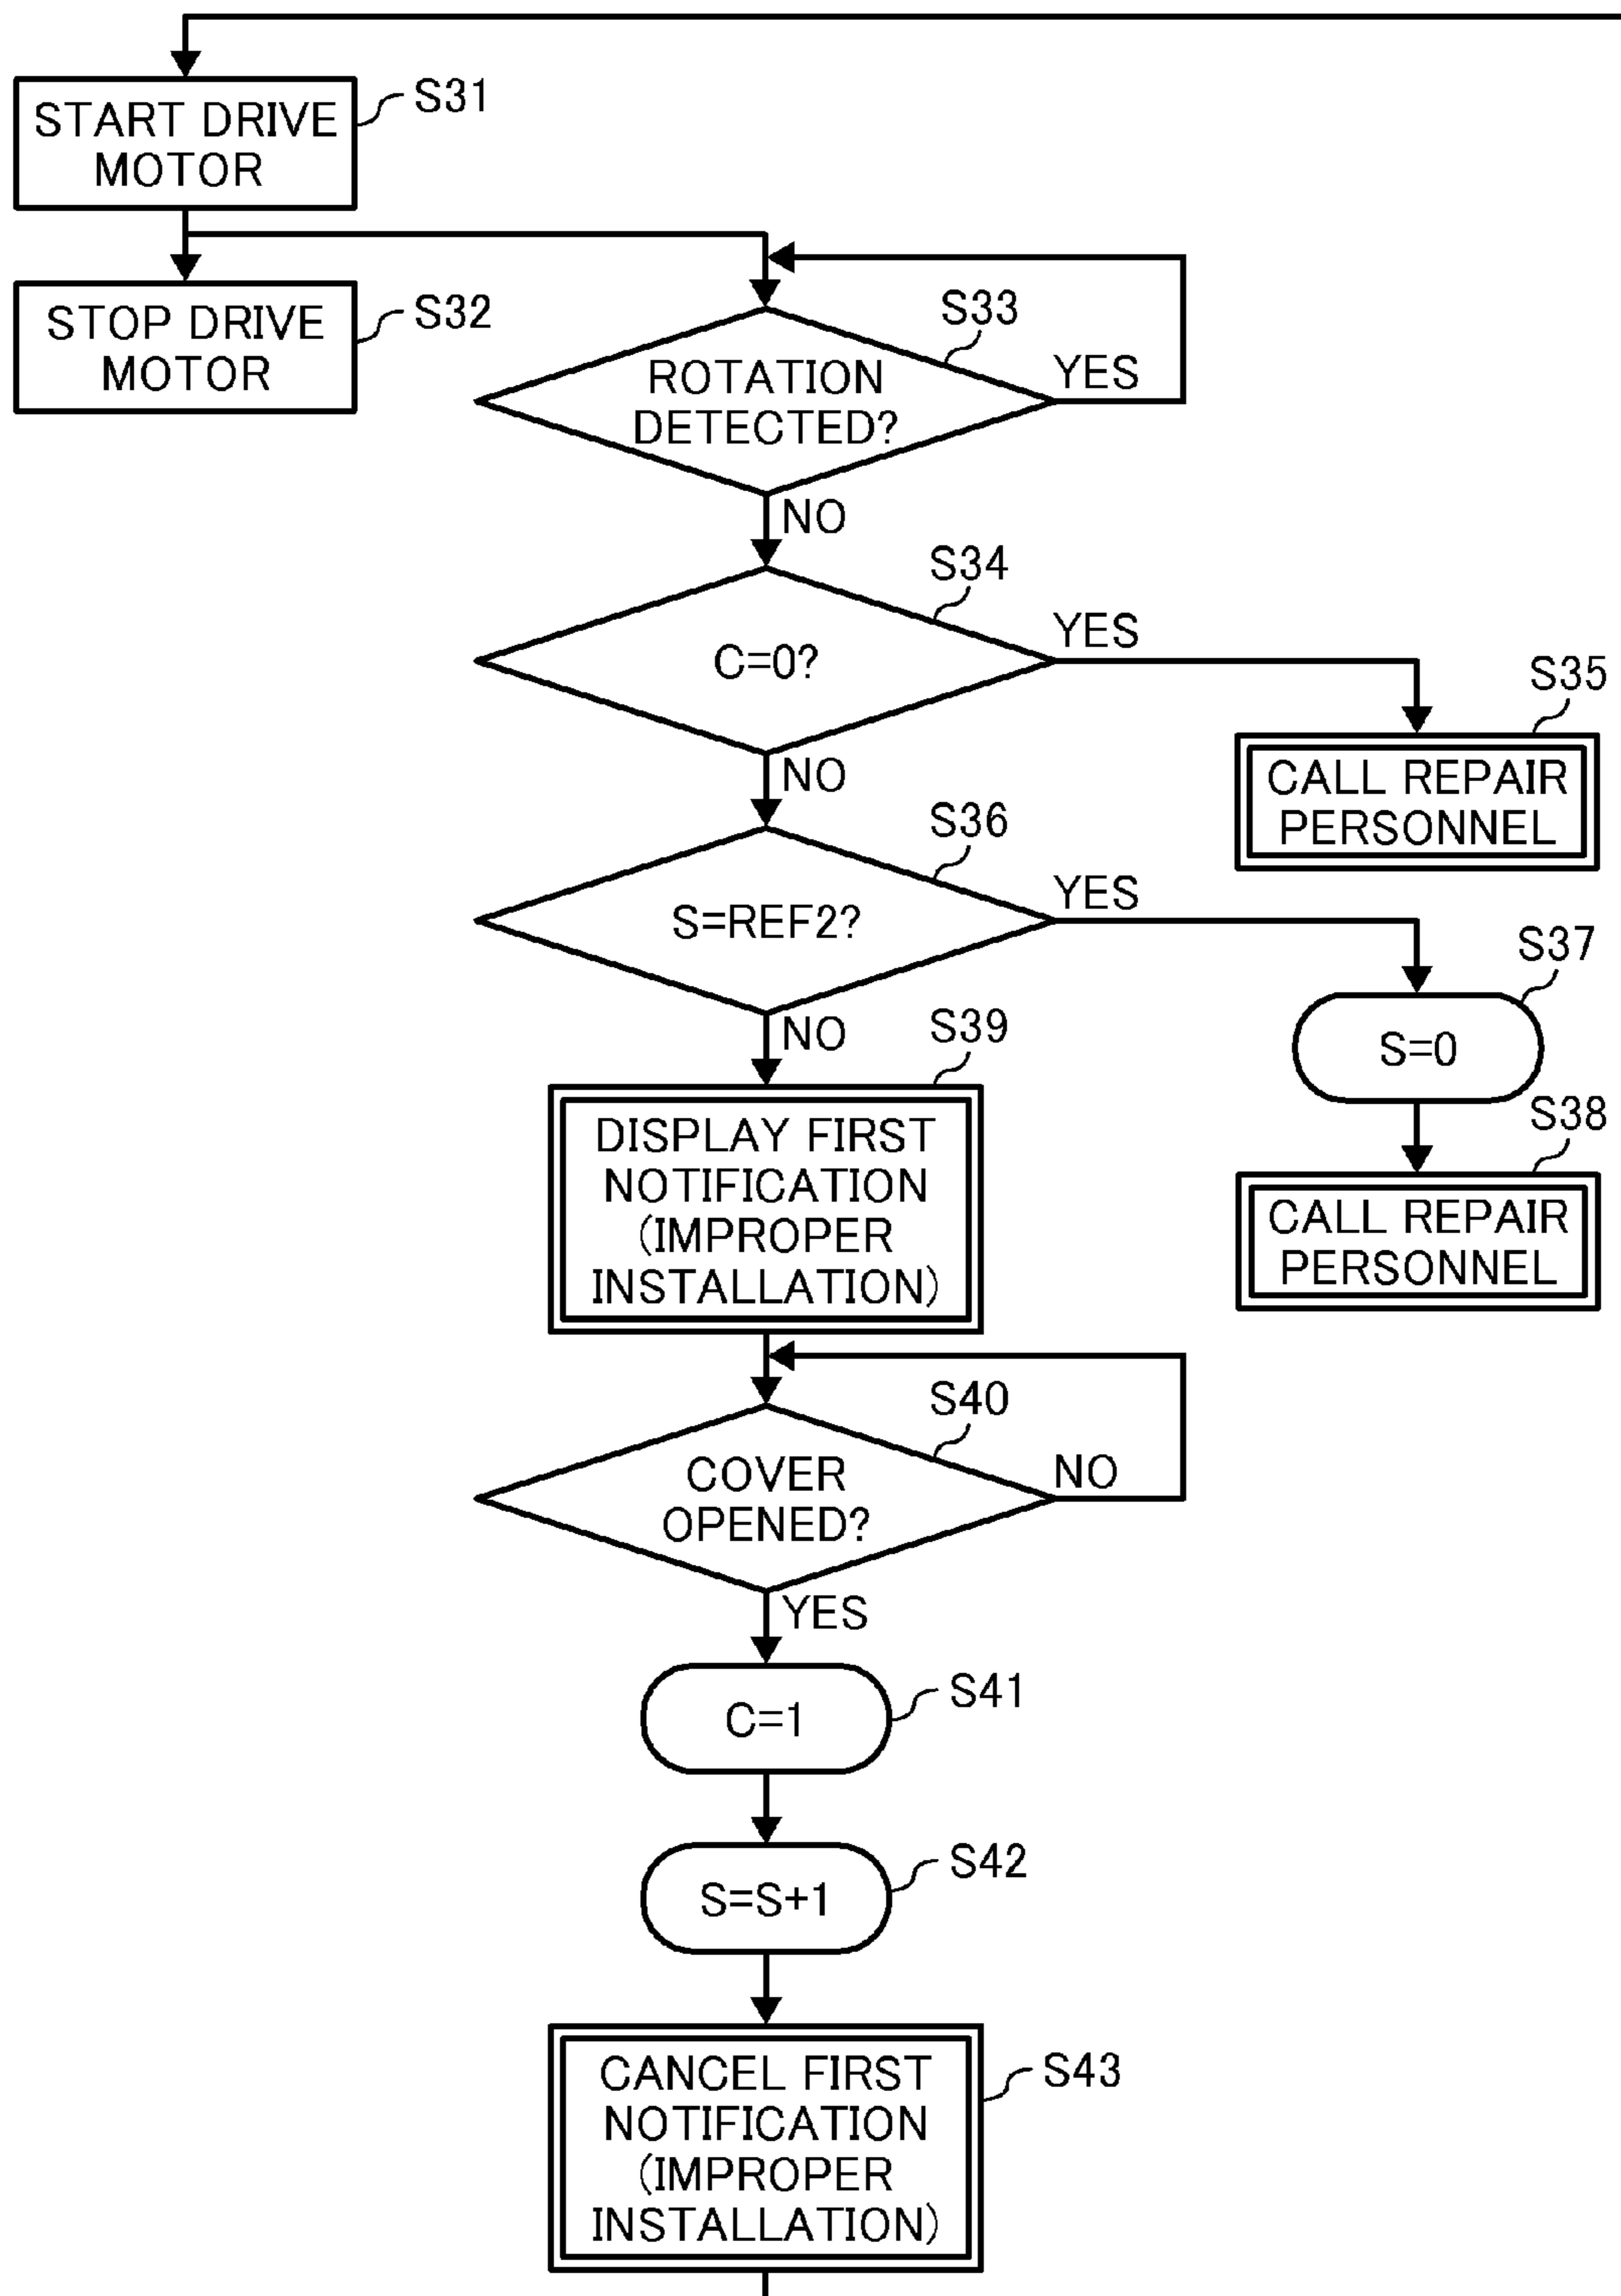 START DRIVE
MOTOR
S31
STOP DRIVE
MOTOR
S32
S33
ROTATION
DETECTED?
YES
NO
S34
C=0?
YES
NO
S35
CALL REPAIR
PERSONNEL
S36
S=REF2?
YES
NO
S37
S=0
S38
CALL REPAIR
PERSONNEL
S39
DISPLAY FIRST
NOTIFICATION
(IMPROPER
INSTALLATION)
S40
COVER
OPENED?
NO
YES
C=1
S41
S=S+1
S42
CANCEL FIRST
NOTIFICATION
(IMPROPER
INSTALLATION)
S43